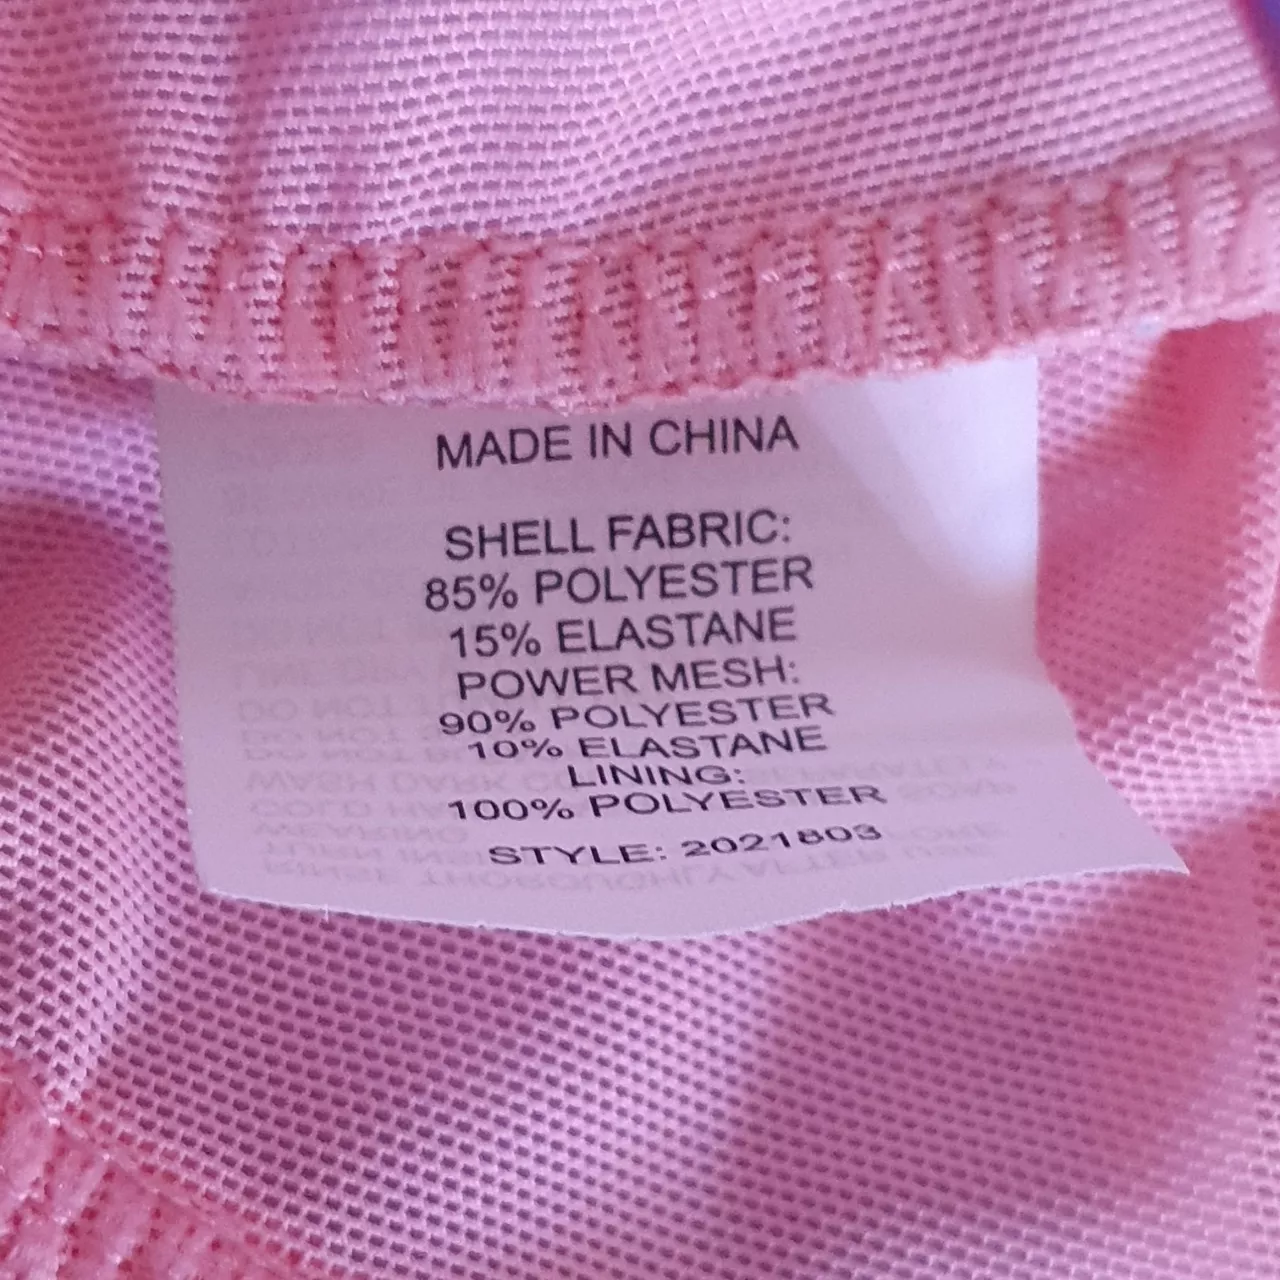 MADE IN CHINA
SHELL FABRIC:
85% POLYESTER
15% ELASTANE
POWER MESH:
90% POLYESTER
10% ELASTANE
LINING:
100% POLYESTER
STYLE: 2021803